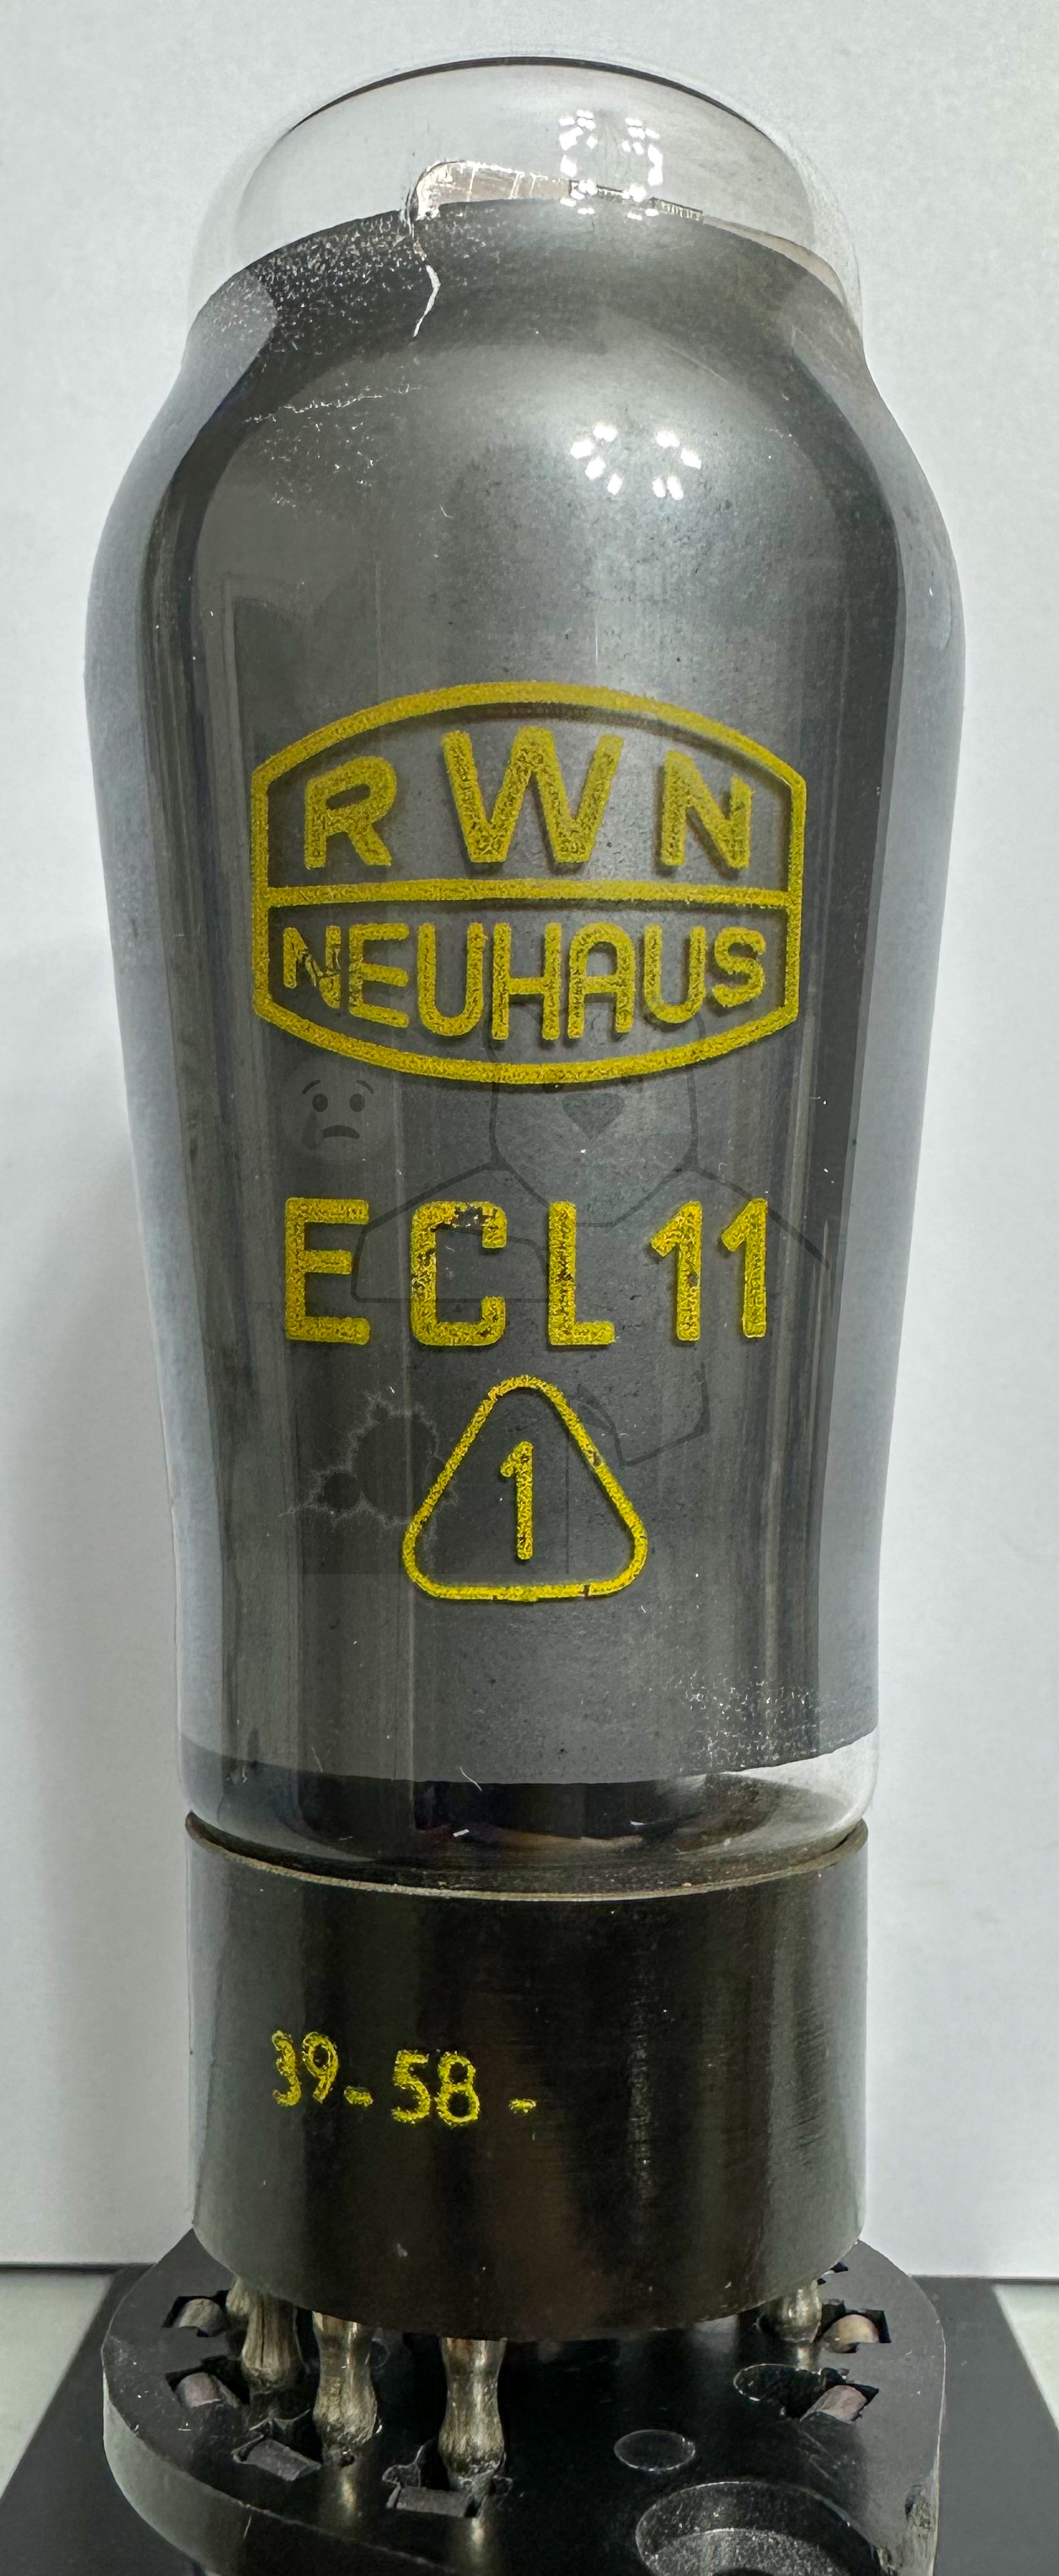 RWN
NEUHAUS
ECL11
1
39-58-